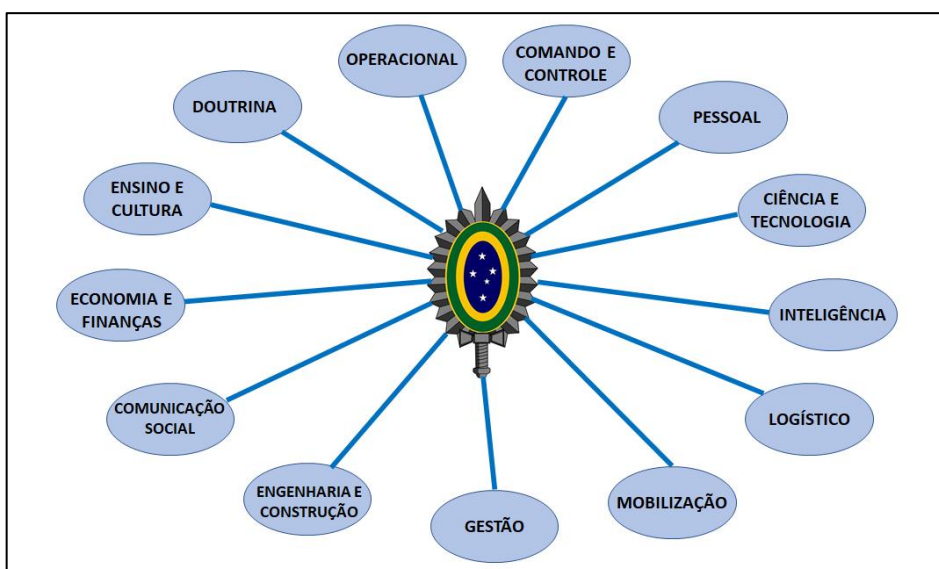 OPERACIONAL
COMANDO E
CONTROLE
DOUTRINA
PESSOAL
ENSINO E
CULTURA
CIÊNCIA E
TECNOLOGIA
ECONOMIA E
FINANÇAS
INTELIGÊNCIA
COMUNICAÇÃO
SOCIAL
LOGÍSTICO
ENGENHARIA E
CONSTRUÇÃO
GESTÃO
MOBILIZAÇÃO